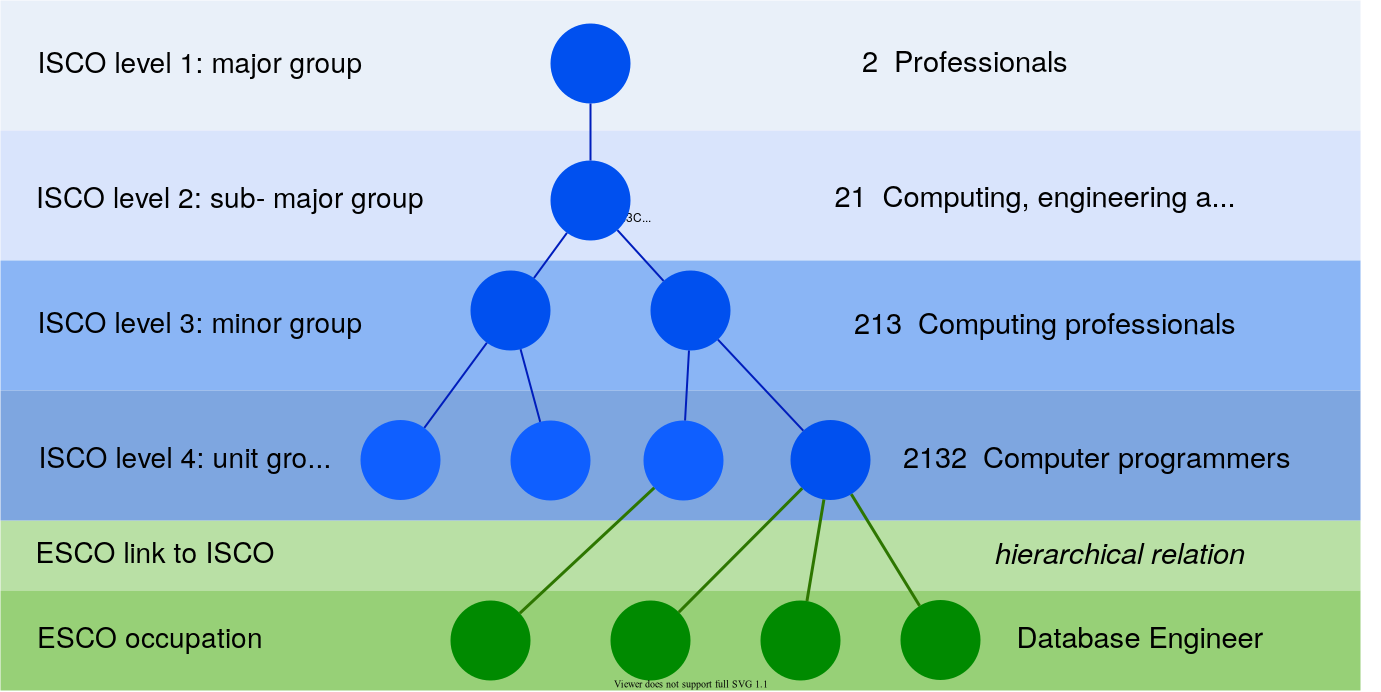 ISCO level 1: major group
2 Professionals
ISCO level 2: sub- major group
21 Computing, engineering a...
3C...
ISCO level 3: minor group
213 Computing professionals
ISCO level 4: unit gro...
2132 Computer programmers
ESCO link to ISCO
hierarchical relation
ESCO occupation
Database Engineer
Viewer does not support full SVG 1.1